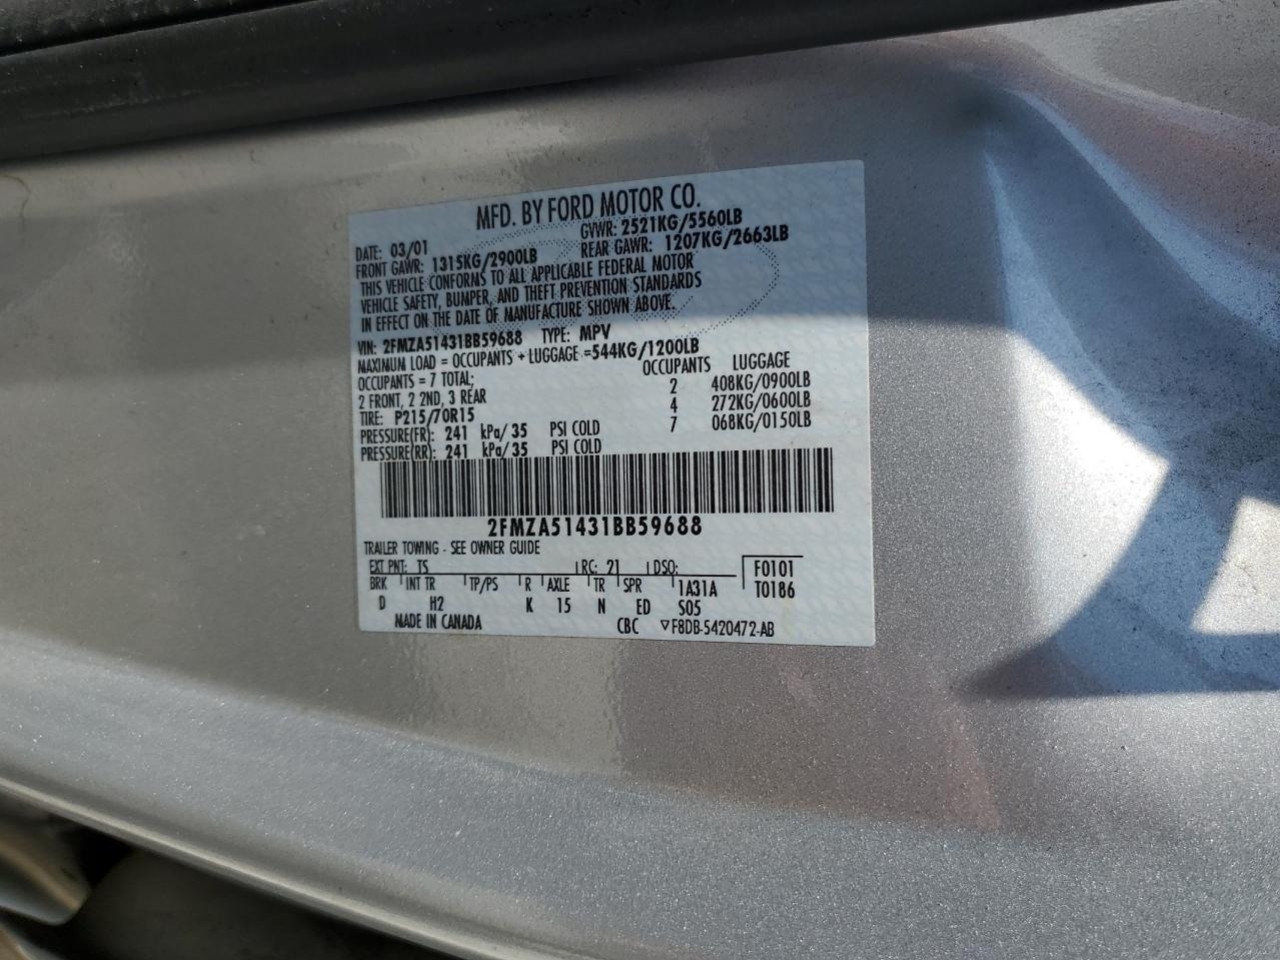 MFD. BY FORD MOTOR CO.
DATE: 03/01 GVWR: 2521KG/5560LB
FRONT GAWR: 1315KG/2900LB REAR GAWR: 1207KG/2663LB
THIS VEHICLE CONFORMS TO ALL APPLICABLE FEDERAL MOTOR
VEHICLE SAFETY, BUMPER, AND THEFT PREVENTION STANDARDS
IN EFFECT ON THE DATE OF MANUFACTURE SHOWN ABOVE.
VIN: 2FMZA51431BB59688 TYPE: MPV
MAXIMUM LOAD = OCCUPANTS + LUGGAGE =544KG/1200LB
OCCUPANTS = 7 TOTAL; OCCUPANTS LUGGAGE
2 FRONT, 2 2ND, 3 REAR 2 408KG/0900LB
TIRE: P215/70R15 4 272KG/0600LB
PRESSURE(FR): 241 kPa/35 PSI COLD 7 068KG/0150LB
PRESSURE(RR): 241 kPa/35 PSI COLD
2FMZA51431BB59688
TRAILER TOWING - SEE OWNER GUIDE
EXT PNT: TS RC: 21 DSO: F0101
BRK INT TR TP/PS R AXLE TR SPR 1A31A T0186
D H2 K 15 N ED S05
MADE IN CANADA CBC ▽F8DB-5420472-AB